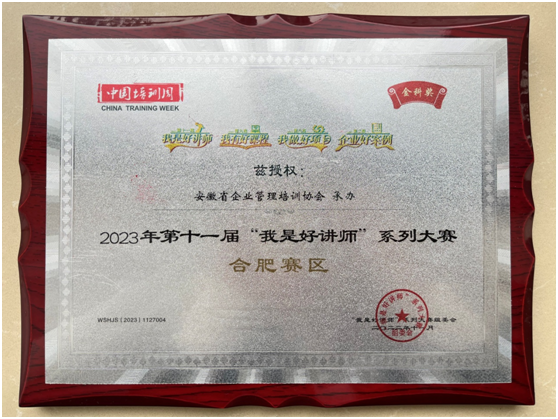 中国培训周
CHINA TRAINING WEEK
金科奖
我是好讲师 我有好课程 我做好项目 企业好案例
兹授权：
安徽省企业管理培训协会 承办
2023年第十一届“我是好讲师”系列大赛
合肥赛区
WSHJS [ 2023 ] 1127004
“我是好讲师”系列大赛组委会